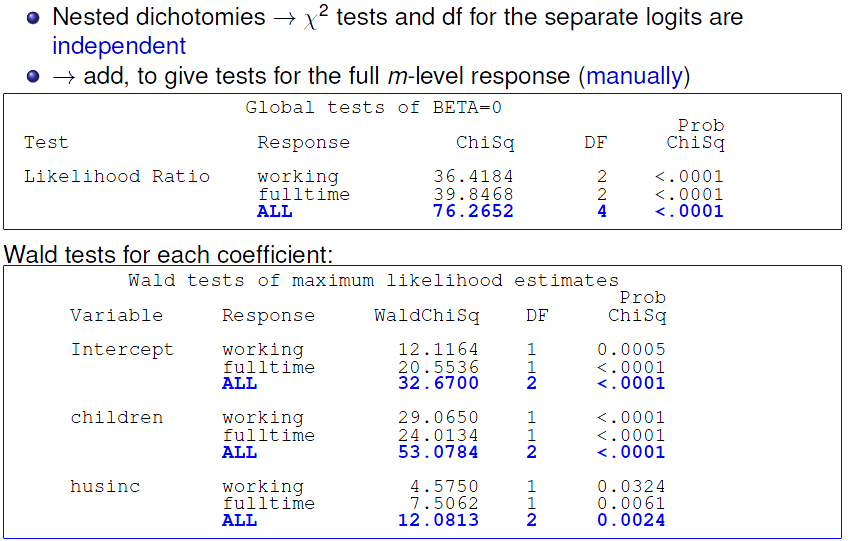 Nested dichotomies → χ² tests and df for the separate logits are
independent
→ add, to give tests for the full m-level response (manually)
Global tests of BETA=0
Prob
Test Response ChiSq DF ChiSq
Likelihood Ratio working 36.4184 2 <.0001
fulltime 39.8468 2 <.0001
ALL 76.2652 4 <.0001
Wald tests for each coefficient:
Wald tests of maximum likelihood estimates
Prob
Variable Response WaldChiSq DF ChiSq
Intercept working 12.1164 1 0.0005
fulltime 20.5536 1 <.0001
ALL 32.6700 2 <.0001
children working 29.0650 1 <.0001
fulltime 24.0134 1 <.0001
ALL 53.0784 2 <.0001
husinc working 4.5750 1 0.0324
fulltime 7.5062 1 0.0061
ALL 12.0813 2 0.0024